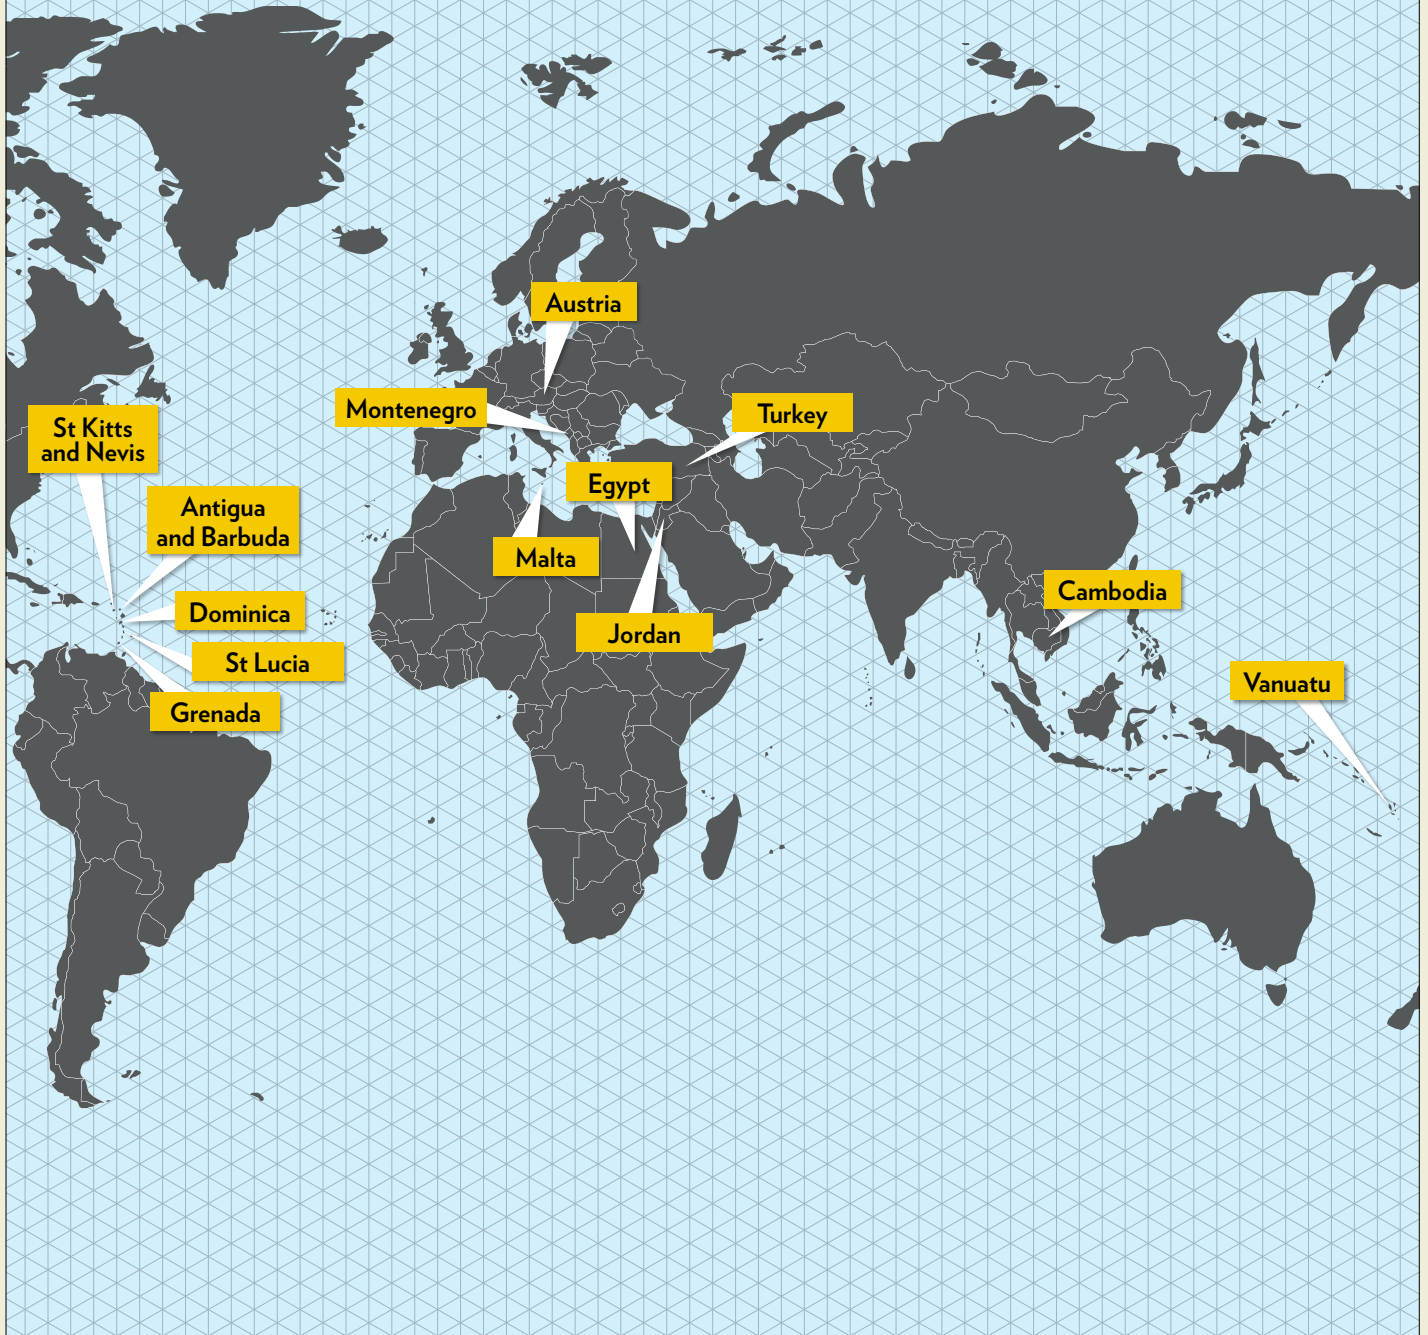 Austria
Montenegro
Turkey
St Kitts
and Nevis
Egypt
Antigua
and Barbuda
Malta
Cambodia
Dominica
Jordan
St Lucia
Vanuatu
Grenada